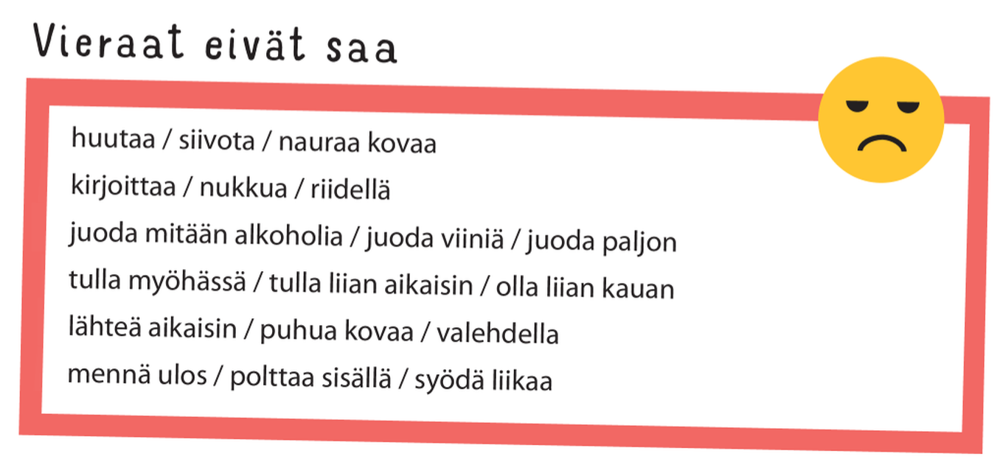 Vieraat eivät saa
huutaa / siivota / nauraa kovaa
kirjoittaa / nukkua / riidellä
juoda mitään alkoholia / juoda viiniä / juoda paljon
tulla myöhässä / tulla liian aikaisin / olla liian kauan
lähteä aikaisin / puhua kovaa / valehdella
mennä ulos / polttaa sisällä / syödä liikaa